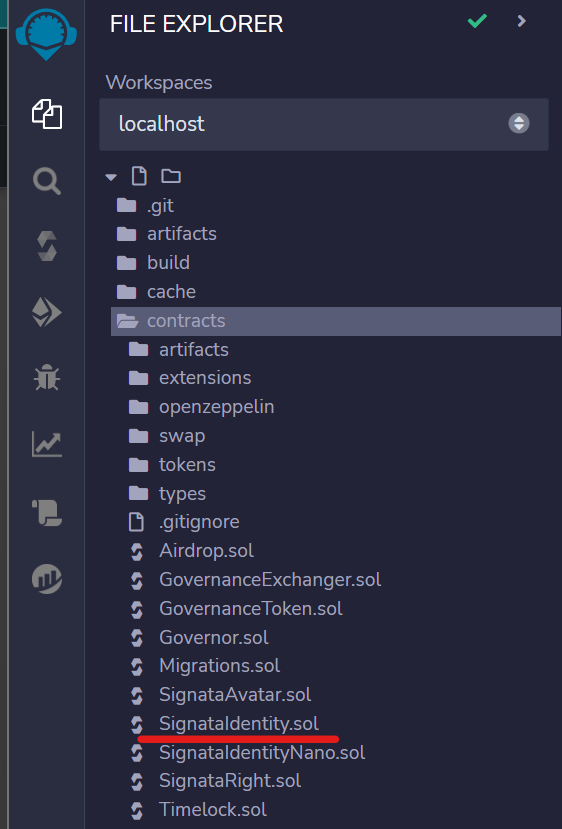 FILE EXPLORER
Workspaces
localhost
.git
artifacts
build
cache
contracts
artifacts
extensions
openzeppelin
swap
tokens
types
.gitignore
Airdrop.sol
GovernanceExchanger.sol
GovernanceToken.sol
Governor.sol
Migrations.sol
SignataAvatar.sol
SignataIdentity.sol
SignataIdentityNano.sol
SignataRight.sol
Timelock.sol